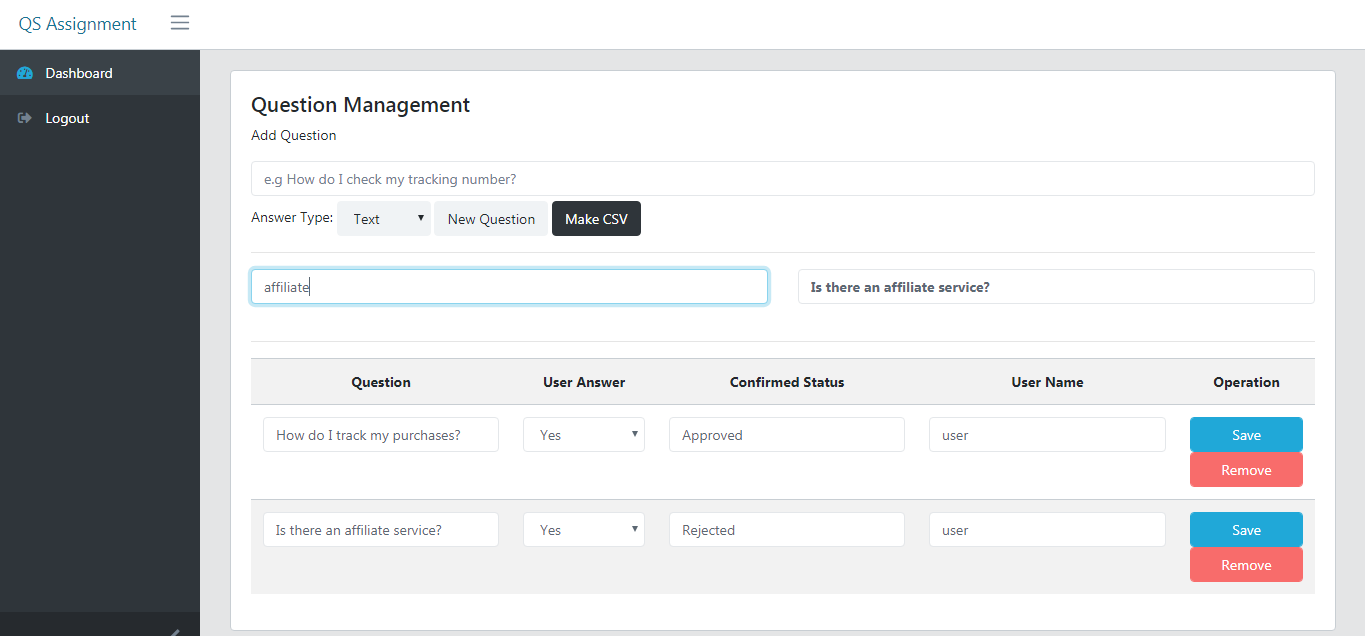 QS Assignment
Dashboard
Logout
Question Management
Add Question
e.g How do I check my tracking number?
Answer Type: Text New Question Make CSV
affiliate Is there an affiliate service?
Question User Answer Confirmed Status User Name Operation
How do I track my purchases? Yes Approved user Save
Remove
Is there an affiliate service? Yes Rejected user Save
Remove